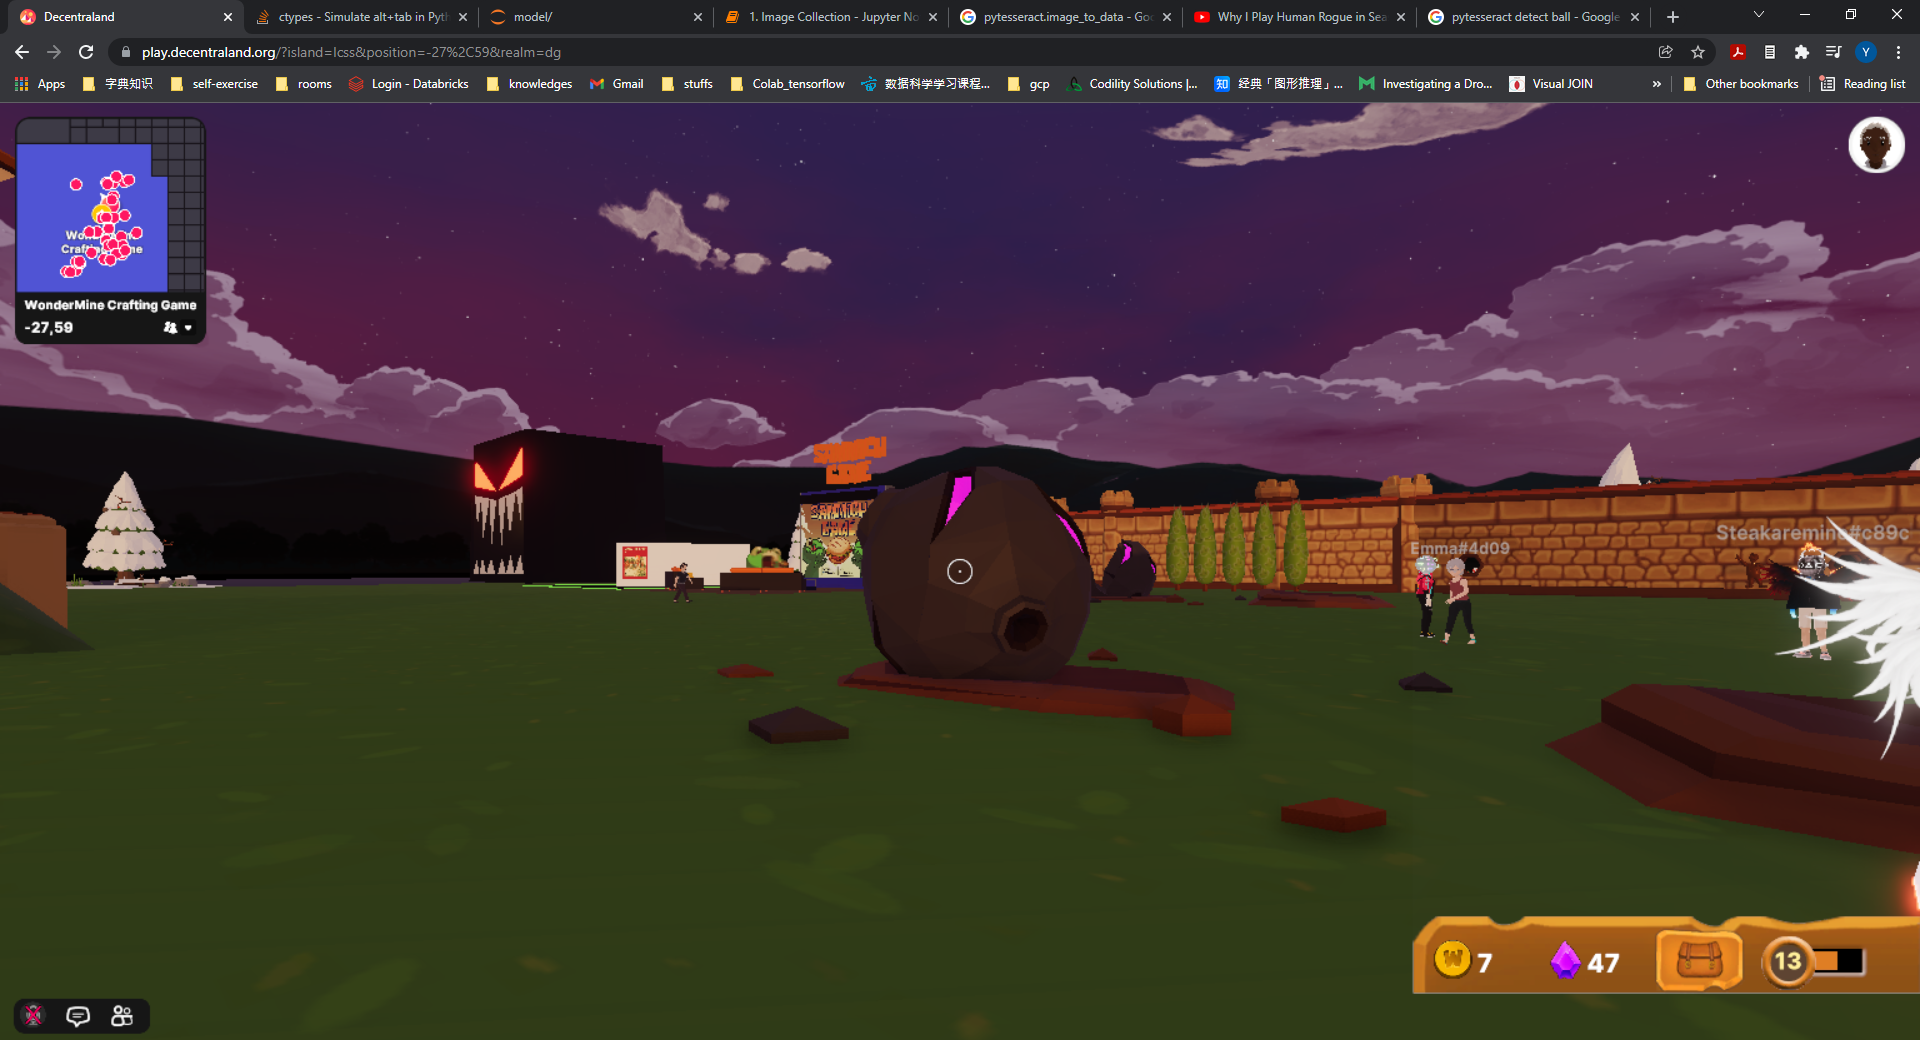 Decentraland
ctypes - Simulate alt+tab in Pyth
model/
1. Image Collection - Jupyter No
pytesseract.image_to_data - Goo
Why I Play Human Rogue in Sea
pytesseract detect ball - Google
play.decentraland.org/?island=Icss&position=-27%2C59&realm=dg
Y
Apps
字典知识
self-exercise
rooms
Login - Databricks
knowledges
Gmail
stuffs
Colab_tensorflow
数据科学学习课程...
gcp
Codility Solutions |...
知 经典「图形推理」...
Investigating a Dro...
Visual JOIN
»
Other bookmarks
Reading list
WonderMine Crafting Game
-27,59
Emma#4d09
Steakaremine#c89c
W 7
47
13